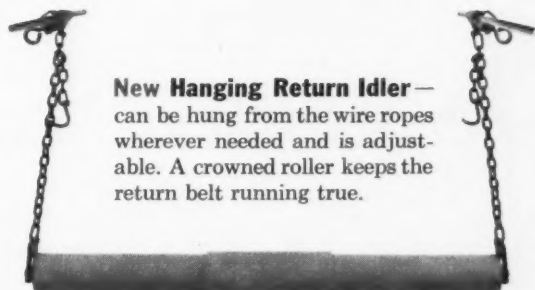 New Hanging Return Idler—
can be hung from the wire ropes
wherever needed and is adjust-
able. A crowned roller keeps the
return belt running true.